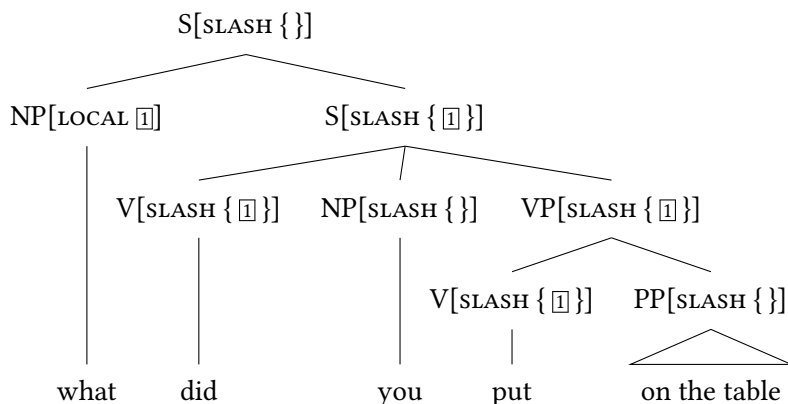 S[SLASH { }]
NP[LOCAL 1] S[SLASH { 1 }]
V[SLASH { 1 }] NP[SLASH { }] VP[SLASH { 1 }]
V[SLASH { 1 }] PP[SLASH { }]
what did you put on the table